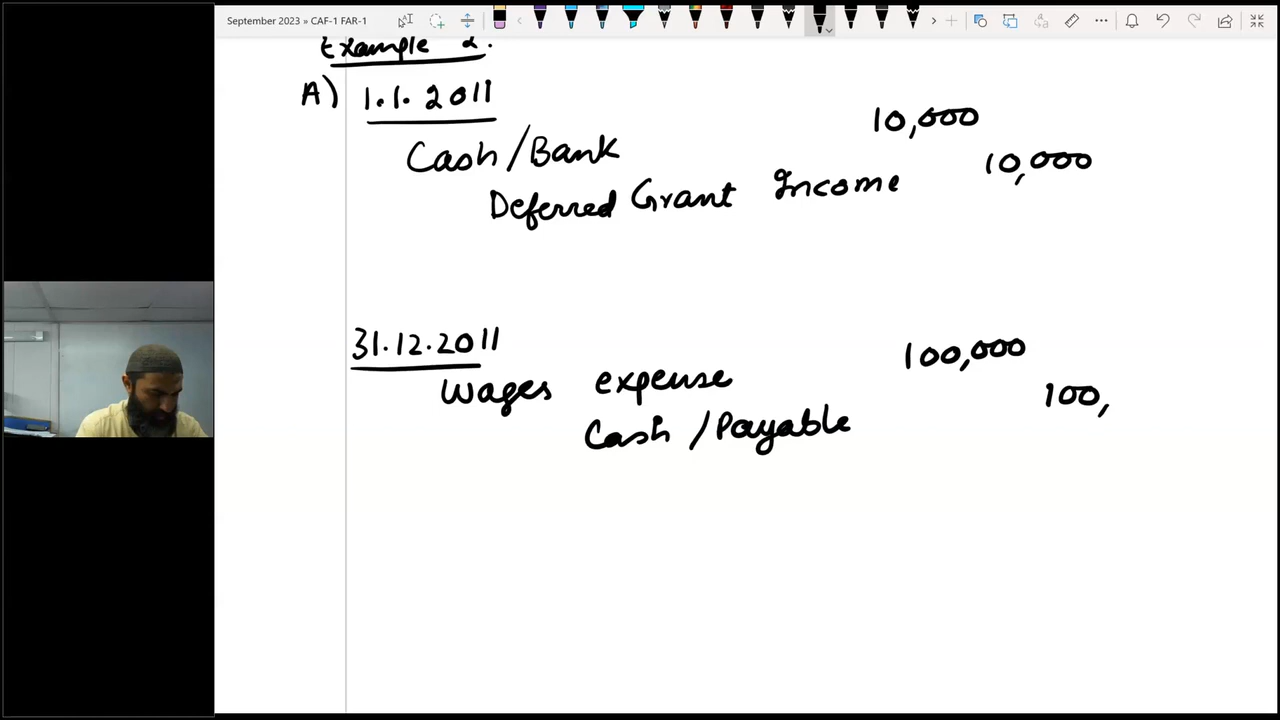 September 2023 » CAF-1 FAR-1
Example 2.
A) 1.1.2011
Cash/Bank 10,000
Deferred Grant Income 10,000
31.12.2011
Wages expense 100,000
Cash/Payable 100,